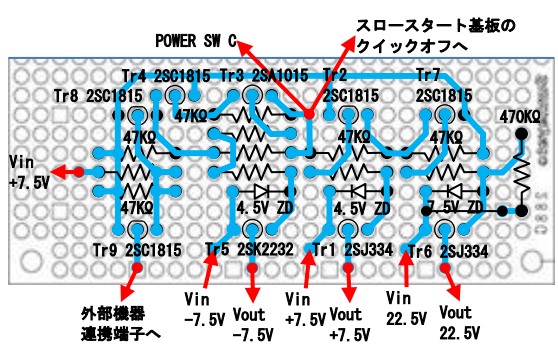 スロースタート基板の
クイックオフへ
POWER SW C
Tr4 2SC1815
Tr3 2SA1015
Tr2
Tr7
Tr8 2SC1815
2SC1815
2SC1815
47KΩ
47KΩ
47KΩ
47KΩ
470KΩ
Vin
+7.5V
47KΩ
4.5V ZD
4.5V ZD
7.5V ZD
Tr9 2SC1815
Tr5 2SK2232
Tr1 2SJ334
Tr6 2SJ334
外部機器
連携端子へ
Vin
-7.5V
Vout
-7.5V
Vin
+7.5V
Vout
+7.5V
Vin
22.5V
Vout
22.5V